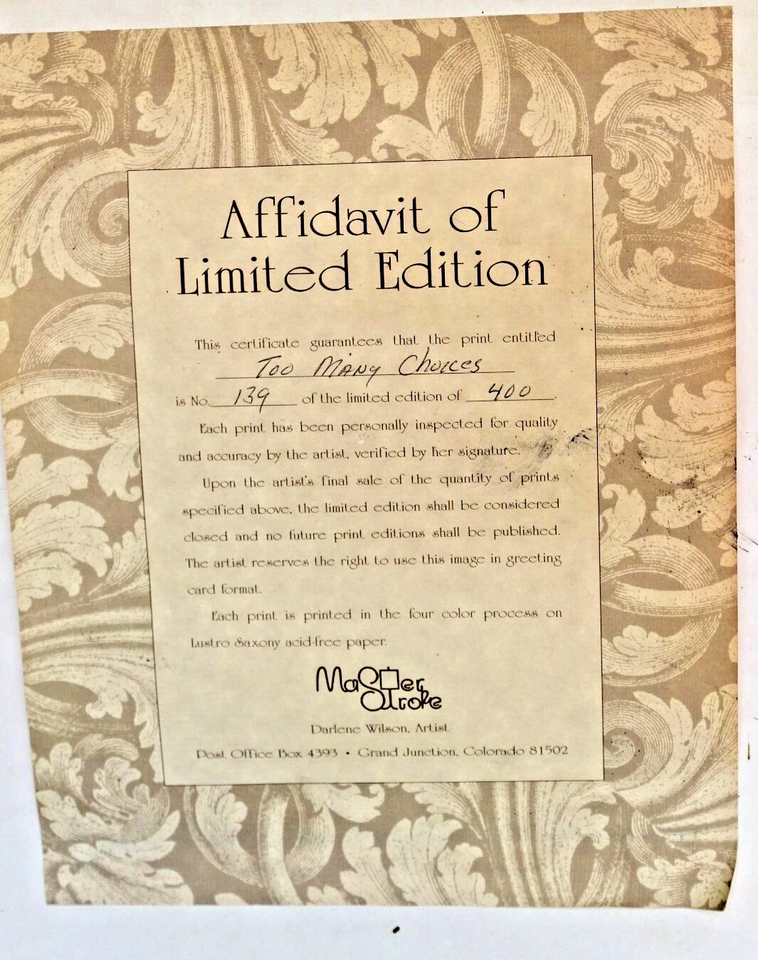 Affidavit of
Limited Edition
This certificate guarantees that the print entitled
Too Many Choices
is No. 139 of the limited edition of 400.
Each print has been personally inspected for quality
and accuracy by the artist, verified by her signature.
Upon the artist's final sale of the quantity of prints
specified above, the limited edition shall be considered
closed and no future print editions shall be published.
The artist reserves the right to use this image in greeting
card format.
Each print is printed in the four color process on
Lustro Saxony acid-free paper.
Master
Stroke
Darlene Wilson, Artist
Post Office Box 4393 • Grand Junction, Colorado 81502